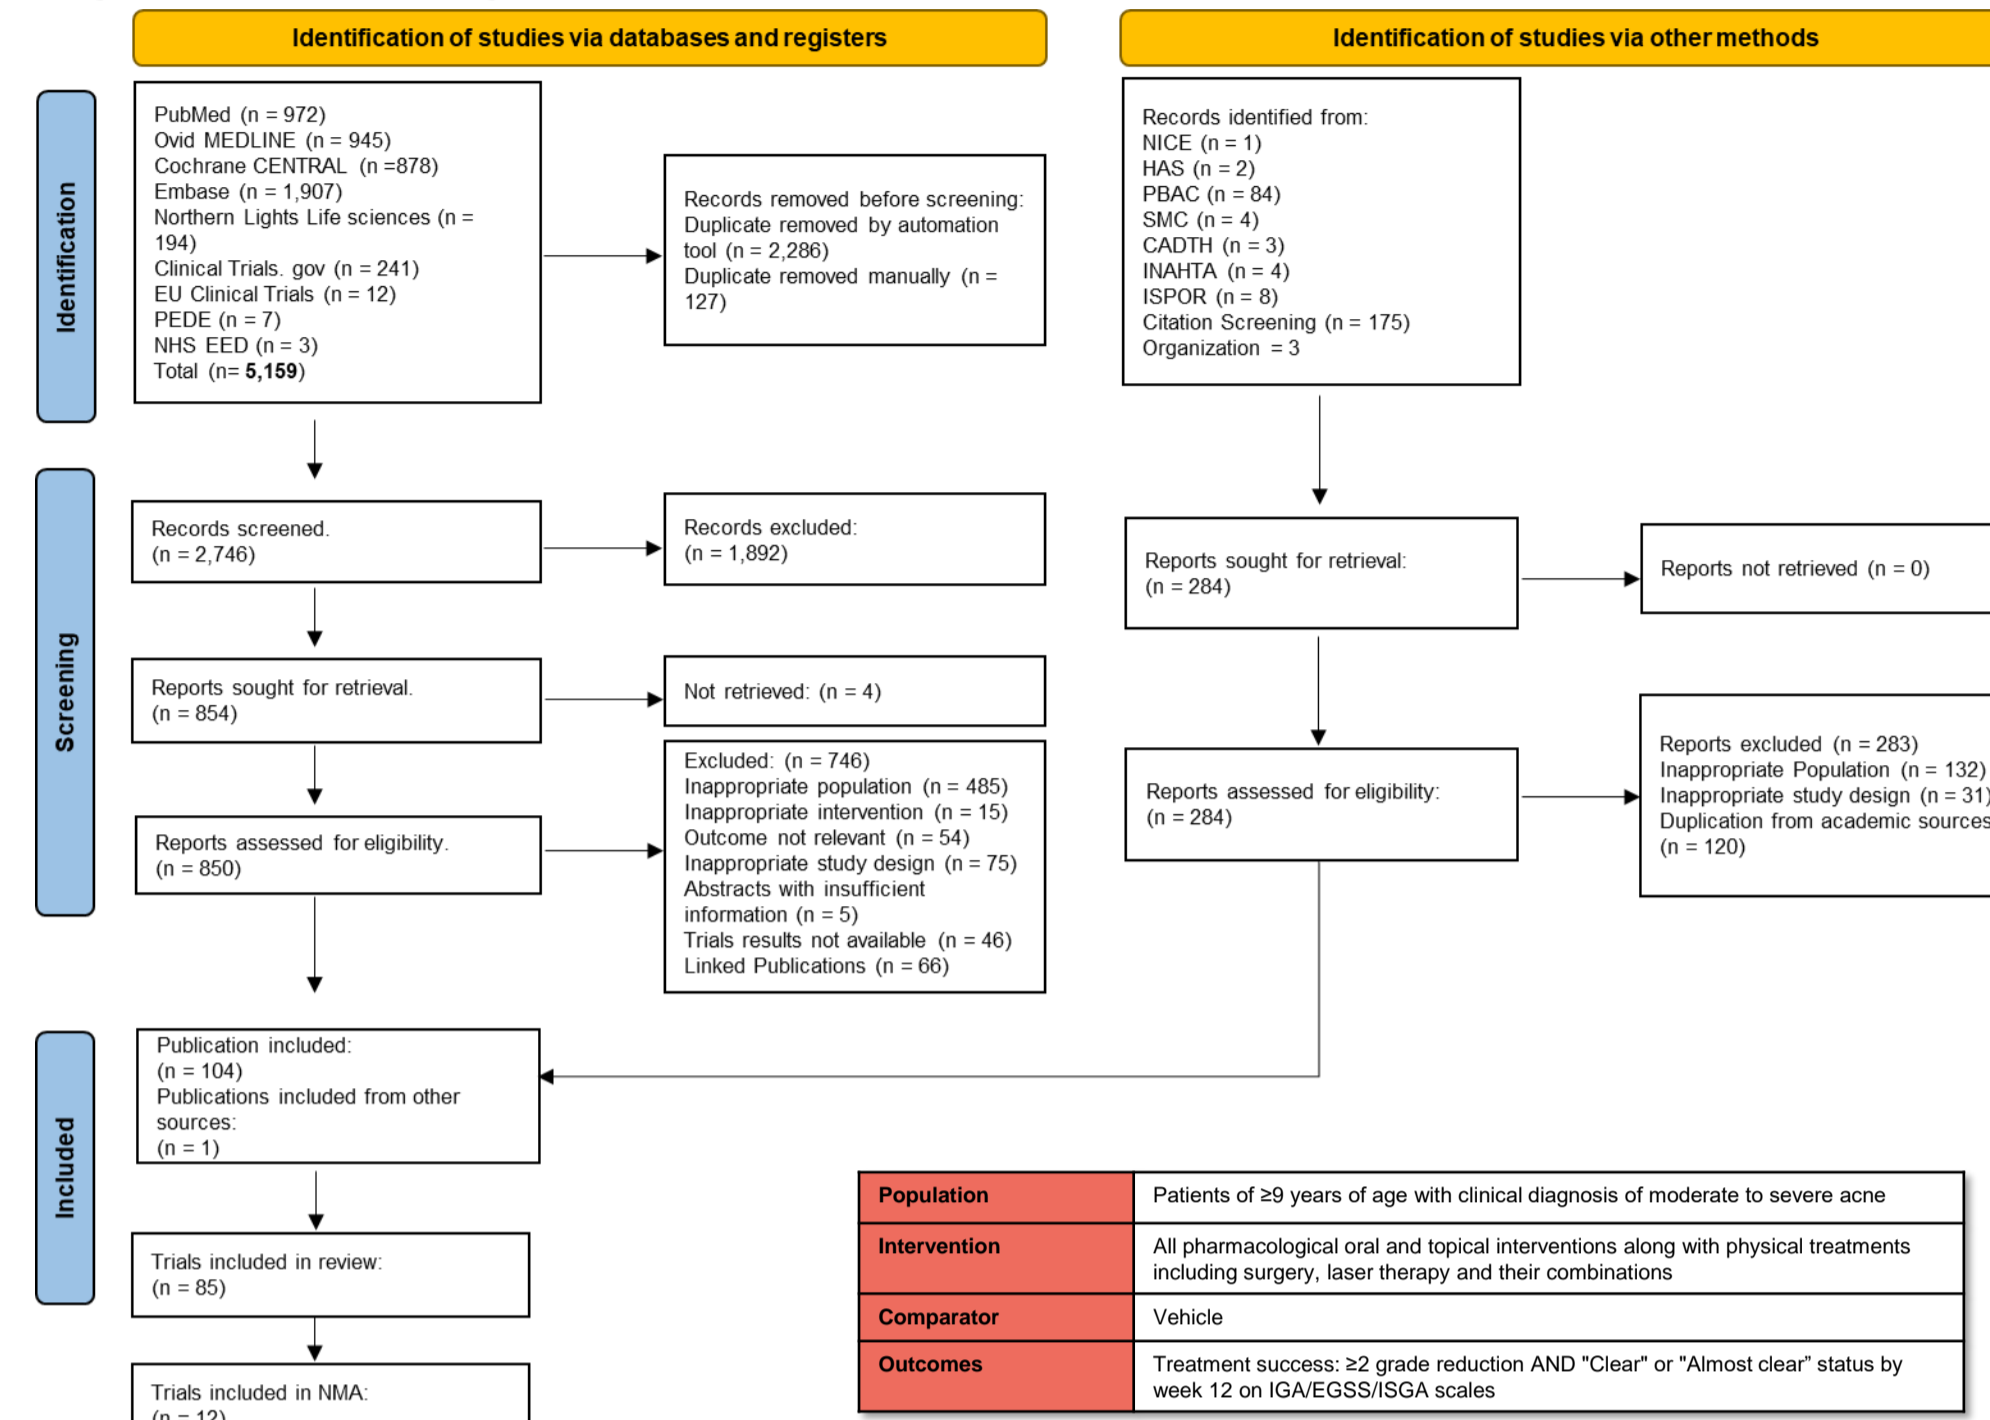 Identification of studies via databases and registers
Identification of studies via other methods
Identification
PubMed (n = 972)
Ovid MEDLINE (n = 945)
Cochrane CENTRAL (n =878)
Embase (n = 1,907)
Northern Lights Life sciences (n =
194)
Clinical Trials. gov (n = 241)
EU Clinical Trials (n = 12)
PEDE (n = 7)
NHS EED (n = 3)
Total (n= 5,159)
Records removed before screening:
Duplicate removed by automation
tool (n = 2,286)
Duplicate removed manually (n =
127)
Records identified from:
NICE (n = 1)
HAS (n = 2)
PBAC (n = 84)
SMC (n = 4)
CADTH (n = 3)
INAHTA (n = 4)
ISPOR (n = 8)
Citation Screening (n = 175)
Organization = 3
Screening
Records screened.
(n = 2,746)
Records excluded:
(n = 1,892)
Reports sought for retrieval:
(n = 284)
Reports not retrieved (n = 0)
Reports sought for retrieval.
(n = 854)
Not retrieved: (n = 4)
Reports assessed for eligibility.
(n = 850)
Excluded: (n = 746)
Inappropriate population (n = 485)
Inappropriate intervention (n = 15)
Outcome not relevant (n = 54)
Inappropriate study design (n = 75)
Abstracts with insufficient
information (n = 5)
Trials results not available (n = 46)
Linked Publications (n = 66)
Reports assessed for eligibility:
(n = 284)
Reports excluded (n = 283)
Inappropriate Population (n = 132)
Inappropriate study design (n = 31)
Duplication from academic sources
(n = 120)
Included
Publication included:
(n = 104)
Publications included from other
sources:
(n = 1)
Trials included in review:
(n = 85)
Trials included in NMA:
(n = 12)
Population
Patients of ≥9 years of age with clinical diagnosis of moderate to severe acne
Intervention
All pharmacological oral and topical interventions along with physical treatments
including surgery, laser therapy and their combinations
Comparator
Vehicle
Outcomes
Treatment success: ≥2 grade reduction AND "Clear" or "Almost clear” status by
week 12 on IGA/EGSS/ISGA scales